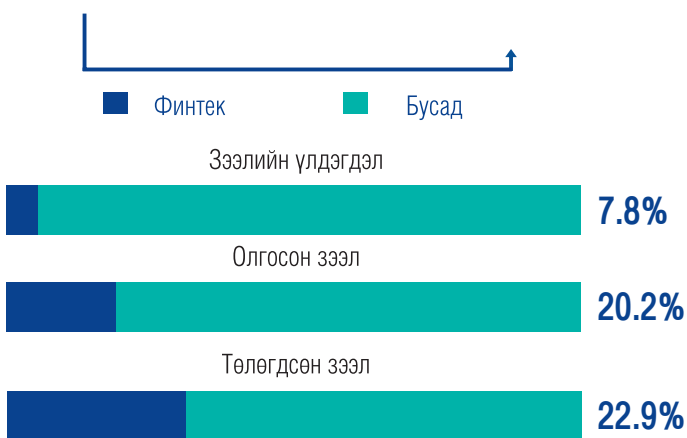 Финтек Бусад
Зээлийн үлдэгдэл
7.8%
Олгосон зээл
20.2%
Төлөгдсөн зээл
22.9%